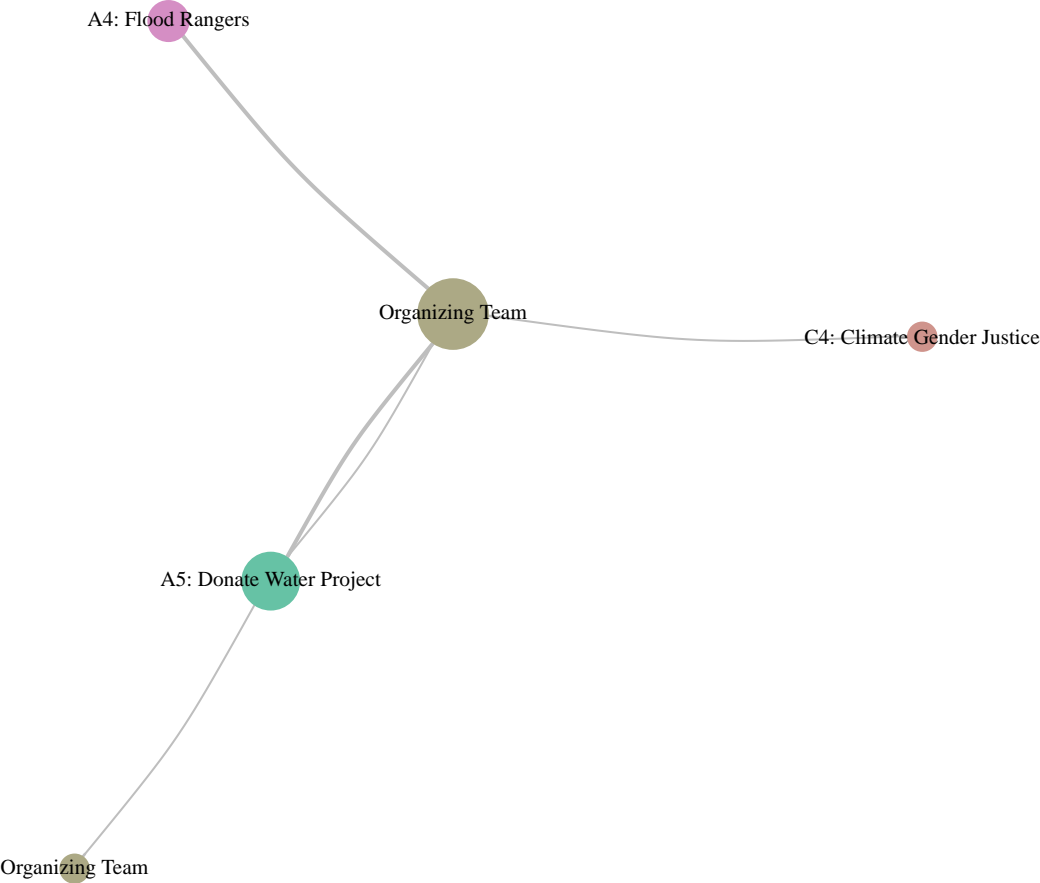 A4: Flood Rangers
Organizing Team
C4: Climate Gender Justice
A5: Donate Water Project
Organizing Team